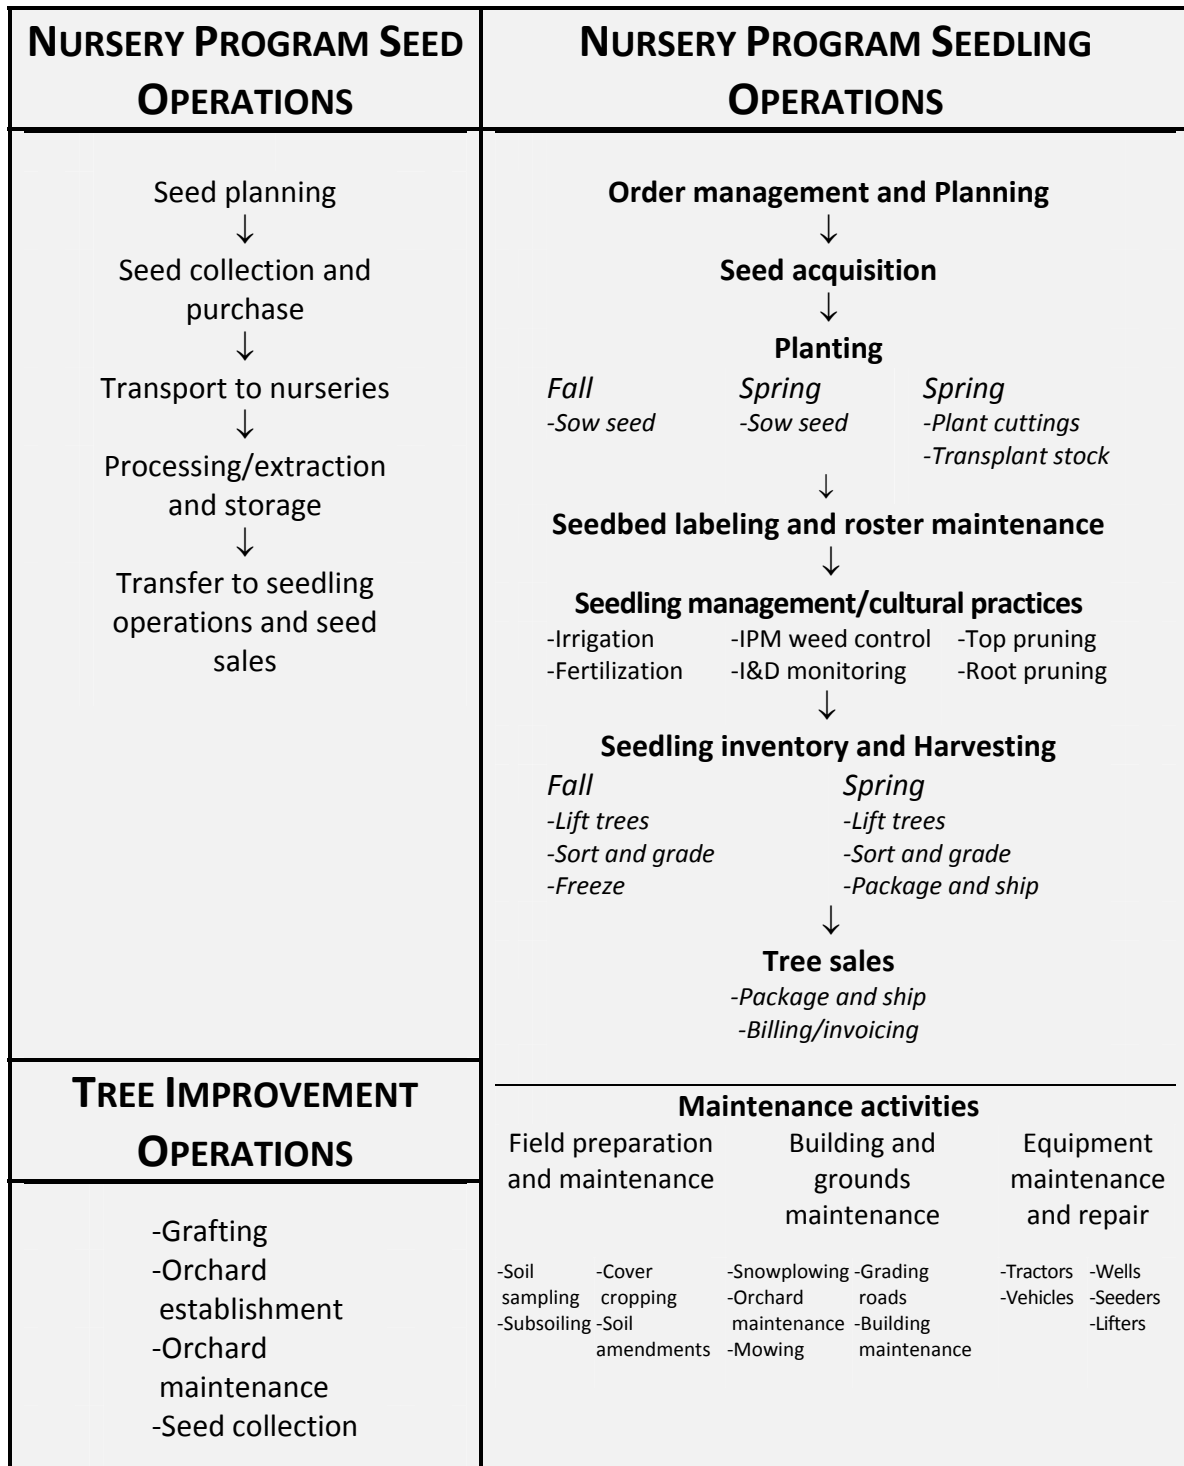 NURSERY PROGRAM SEED
OPERATIONS
Seed planning
↓
Seed collection and
purchase
↓
Transport to nurseries
↓
Processing/extraction
and storage
↓
Transfer to seedling
operations and seed
sales
TREE IMPROVEMENT
OPERATIONS
-Grafting
-Orchard
establishment
-Orchard
maintenance
-Seed collection
NURSERY PROGRAM SEEDLING
OPERATIONS
Order management and Planning
↓
Seed acquisition
↓
Planting
Fall Spring Spring
-Sow seed -Sow seed -Plant cuttings
-Transplant stock
↓
Seedbed labeling and roster maintenance
↓
Seedling management/cultural practices
-Irrigation -IPM weed control -Top pruning
-Fertilization -I&D monitoring -Root pruning
↓
Seedling inventory and Harvesting
Fall Spring
-Lift trees -Lift trees
-Sort and grade -Sort and grade
-Freeze -Package and ship
↓
Tree sales
-Package and ship
-Billing/invoicing
Maintenance activities
Field preparation
and maintenance
-Soil
sampling
-Subsoiling
-Cover
cropping
-Soil
amendments
Building and
grounds
maintenance
-Snowplowing
-Orchard
maintenance
-Mowing
-Grading
roads
-Building
maintenance
Equipment
maintenance
and repair
-Tractors
-Vehicles
-Wells
-Seeders
-Lifters